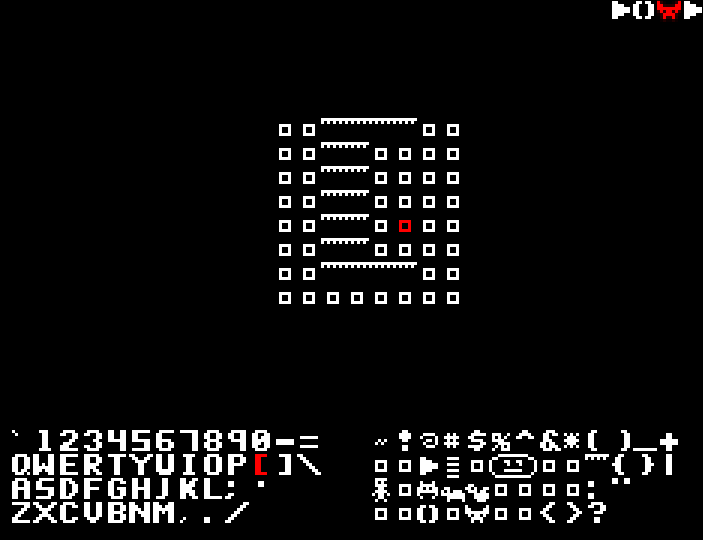 ` 1234567890-=
~!@#$%^&*()_+
QWERTYUIOP[]\
{}|
ASDFGHJKL;'
:"
ZXCVBNM,./
<>?